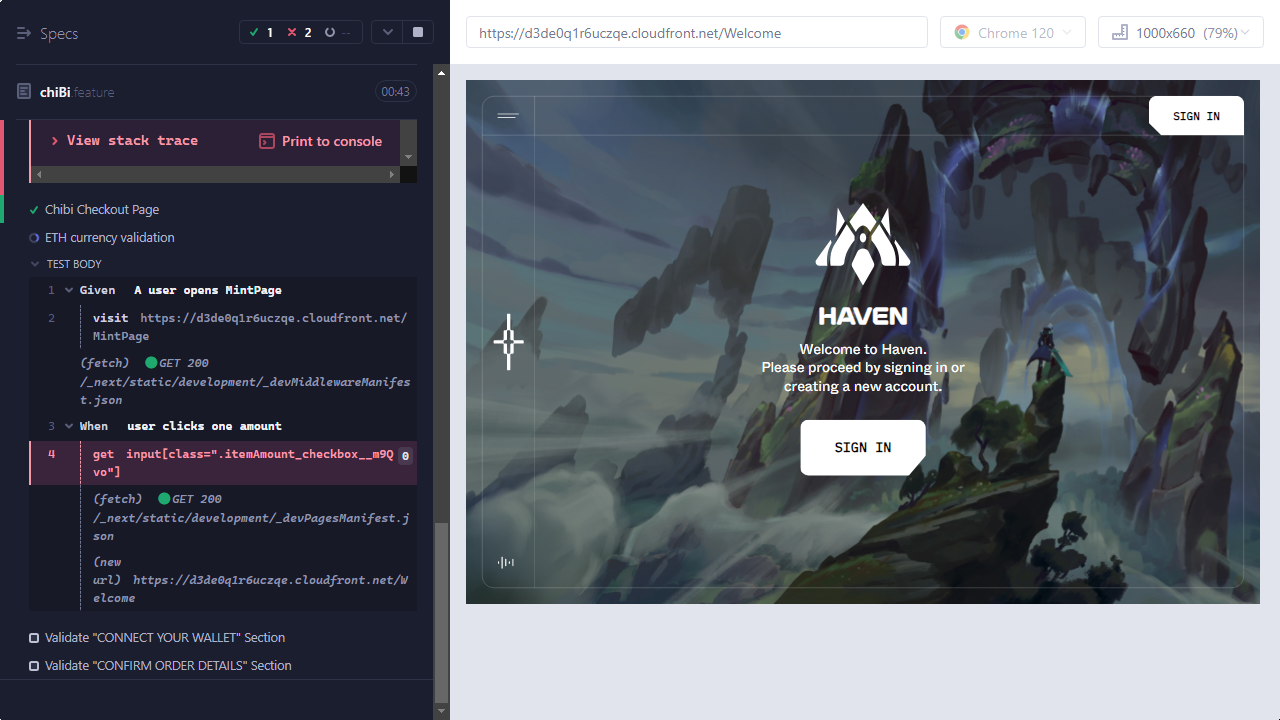 Specs
1 2 --
chiBi.feature 00:43
View stack trace Print to console
Chibi Checkout Page
ETH currency validation
TEST BODY
1 Given A user opens MintPage
2 visit https://d3de0q1r6uczqe.cloudfront.net/
MintPage
(fetch) GET 200
/_next/static/development/_devMiddlewareManifes
t.json
3 When user clicks one amount
4 get input[class=".itemAmount_checkbox__m9Q 0
vo"]
(fetch) GET 200
/_next/static/development/_devPagesManifest.j
son
(new
url) https://d3de0q1r6uczqe.cloudfront.net/W
elcome
Validate "CONNECT YOUR WALLET" Section
Validate "CONFIRM ORDER DETAILS" Section
https://d3de0q1r6uczqe.cloudfront.net/Welcome
Chrome 120
1000x660 (79%)
SIGN IN
HAVEN
Welcome to Haven.
Please proceed by signing in or
creating a new account.
SIGN IN